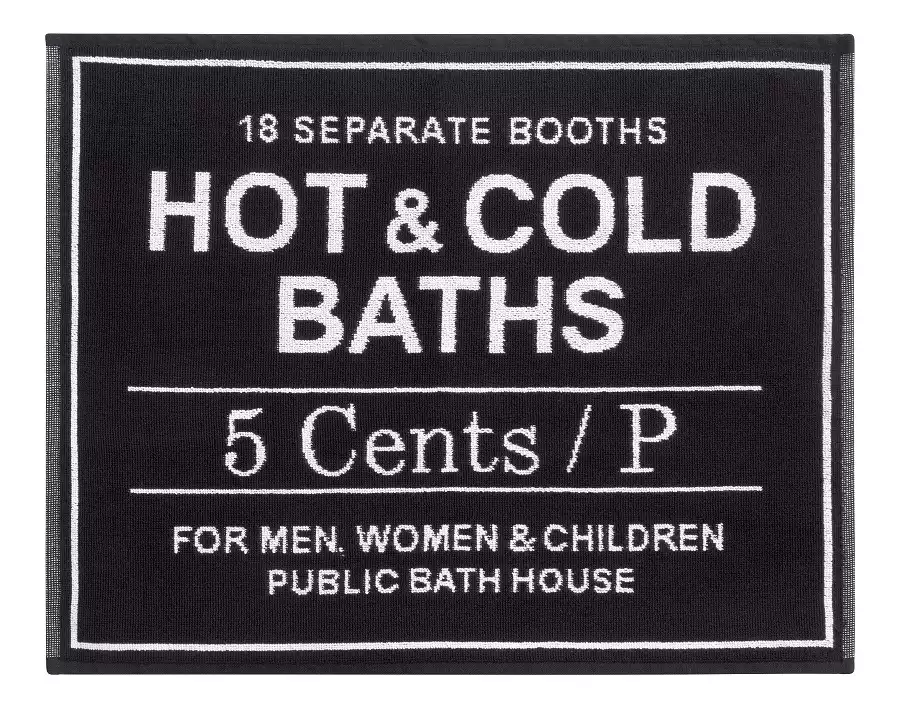 18 SEPARATE BOOTHS
HOT & COLD
BATHS
5 Cents / P
FOR MEN. WOMEN & CHILDREN
PUBLIC BATH HOUSE